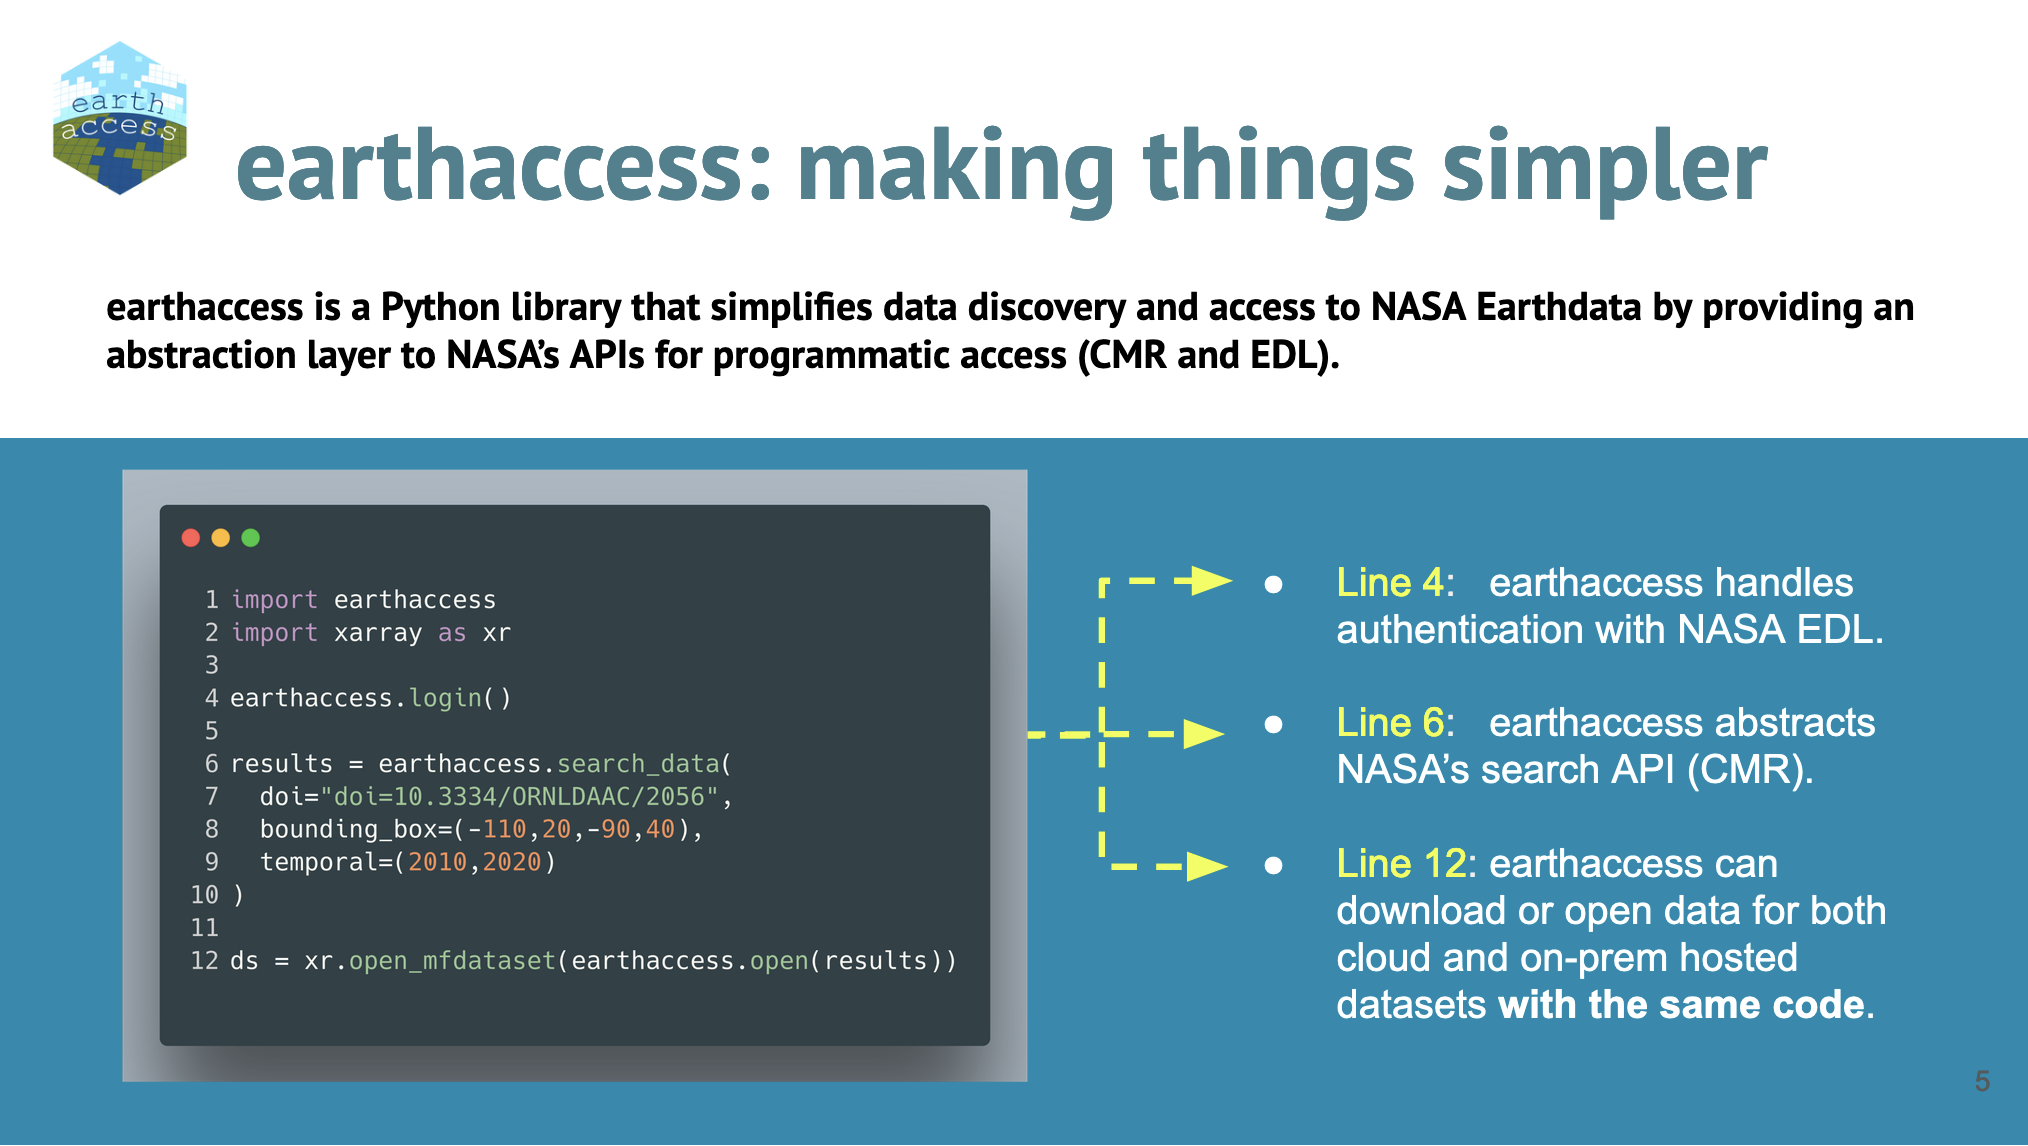 earth
access
earthaccess: making things simpler
earthaccess is a Python library that simplifies data discovery and access to NASA Earthdata by providing an
abstraction layer to NASA’s APIs for programmatic access (CMR and EDL).
1 import earthaccess
2 import xarray as xr
3
4 earthaccess.login()
5
6 results = earthaccess.search_data(
7   doi="doi=10.3334/ORNLDAAC/2056",
8   bounding_box=(-110,20,-90,40),
9   temporal=(2010,2020)
10 )
11
12 ds = xr.open_mfdataset(earthaccess.open(results))
● Line 4: earthaccess handles
authentication with NASA EDL.
● Line 6: earthaccess abstracts
NASA’s search API (CMR).
● Line 12: earthaccess can
download or open data for both
cloud and on-prem hosted
datasets with the same code.
5